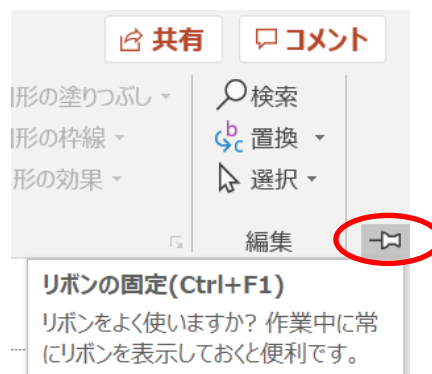 共有 コメント
形の塗りつぶし 検索
形の枠線 置換
形の効果 選択
編集
リボンの固定(Ctrl+F1)
リボンをよく使いますか? 作業中に常
にリボンを表示しておくと便利です。